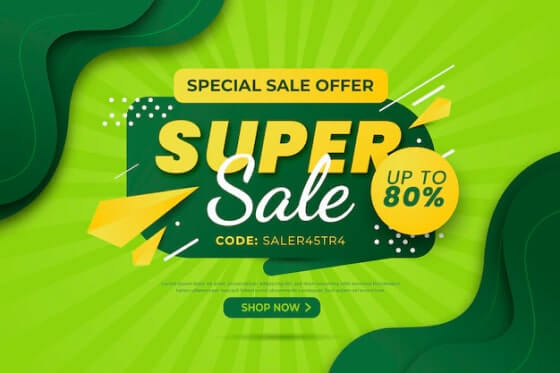 SPECIAL SALE OFFER
SUPER
Sale
UP TO
80%
CODE: SALER45TR4
SHOP NOW